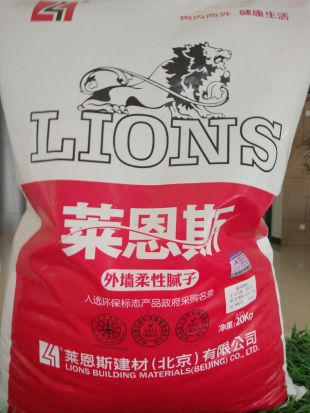 由内而外 健康生活
LIONS
莱恩斯
外墙柔性腻子
入选环保标志产品政府采购名录
净重:20Kg
莱恩斯建材(北京)有限公司
LIONS BUILDING MATERIALS(BEIJING) CO.,LTD.